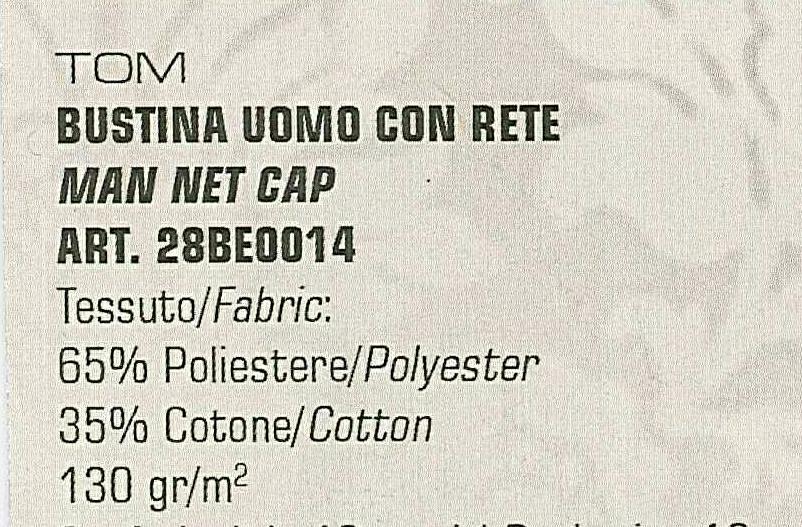 TOM
BUSTINA UOMO CON RETE
MAN NET CAP
ART. 28BE0014
Tessuto/Fabric:
65% Poliestere/Polyester
35% Cotone/Cotton
130 gr/m²